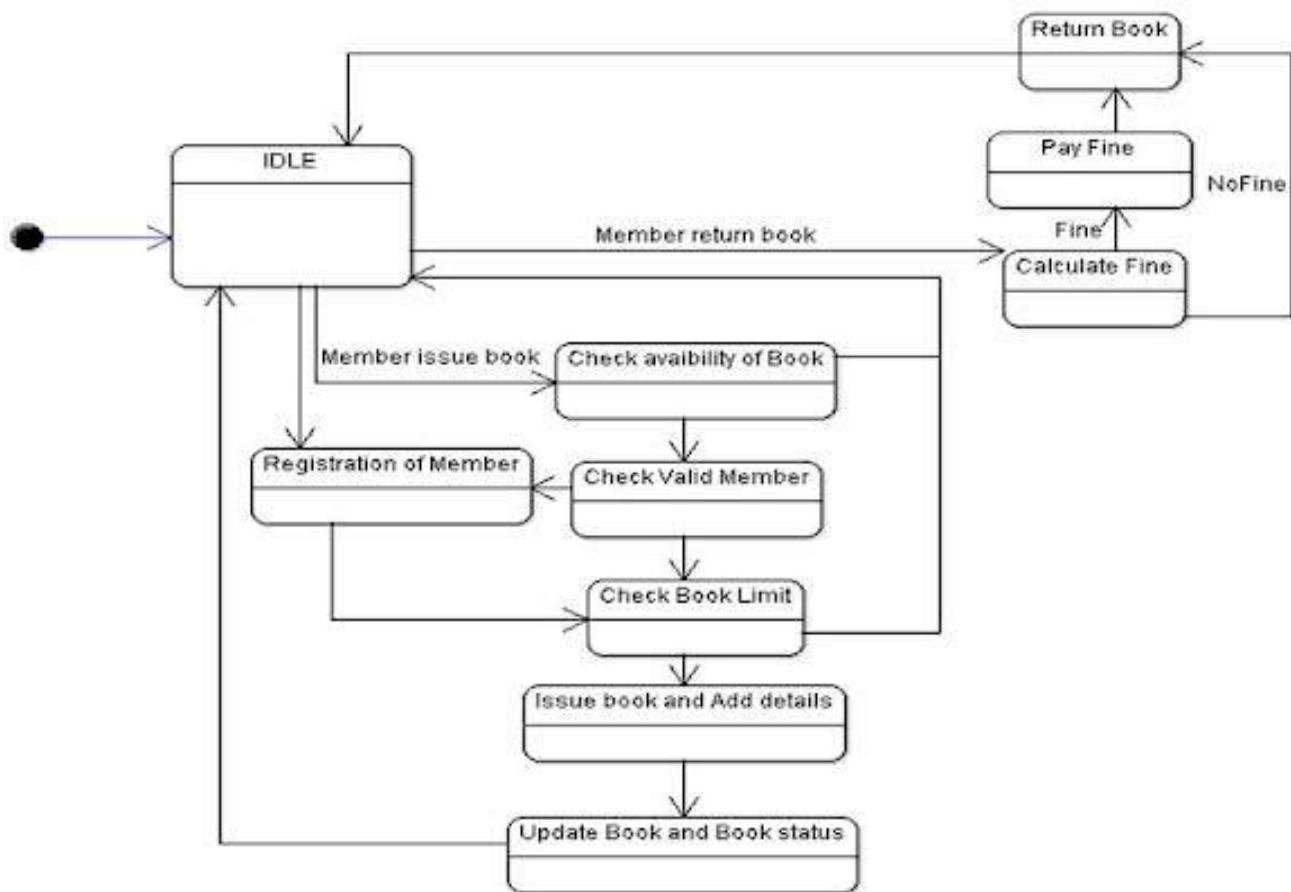 Return Book
IDLE
Pay Fine
NoFine
Member return book
Fine
Calculate Fine
Member issue book
Check avaibility of Book
Registration of Member
Check Valid Member
Check Book Limit
Issue book and Add details
Update Book and Book status